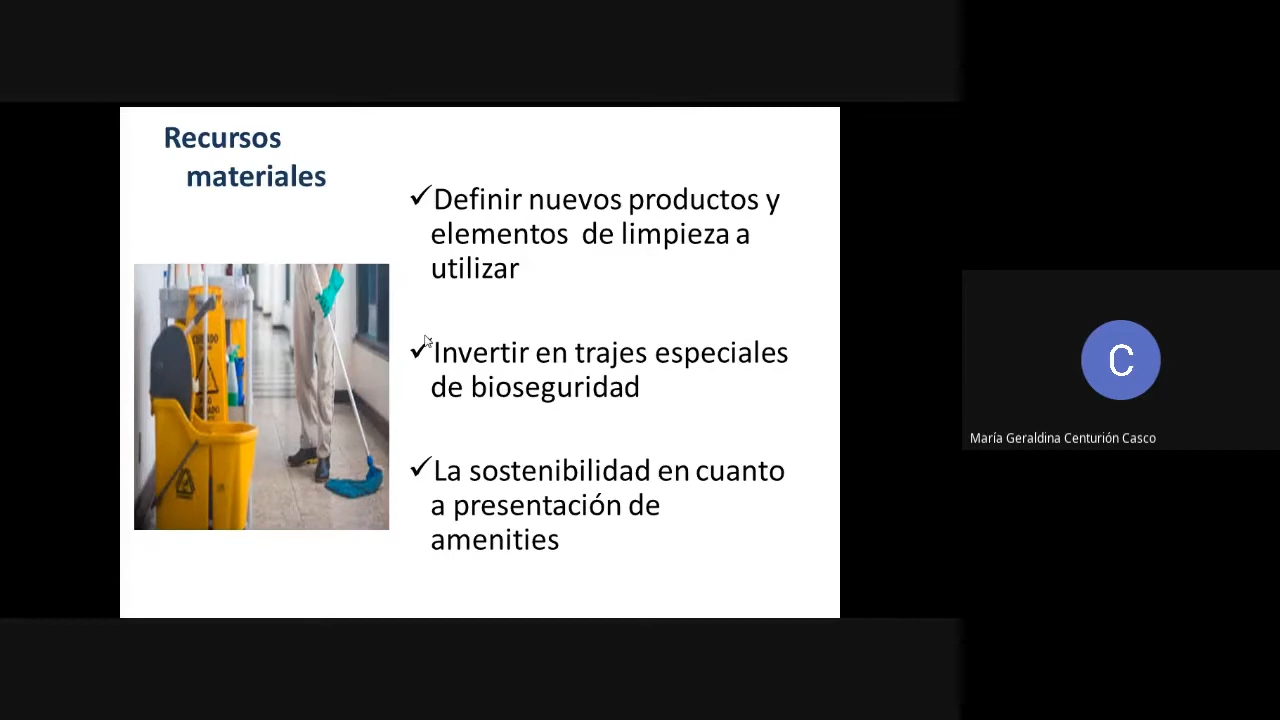 Recursos
materiales
✓Definir nuevos productos y
elementos  de limpieza a
utilizar
✓Invertir en trajes especiales
de bioseguridad
✓La sostenibilidad en cuanto
a presentación de
amenities
C
María Geraldina Centurión Casco